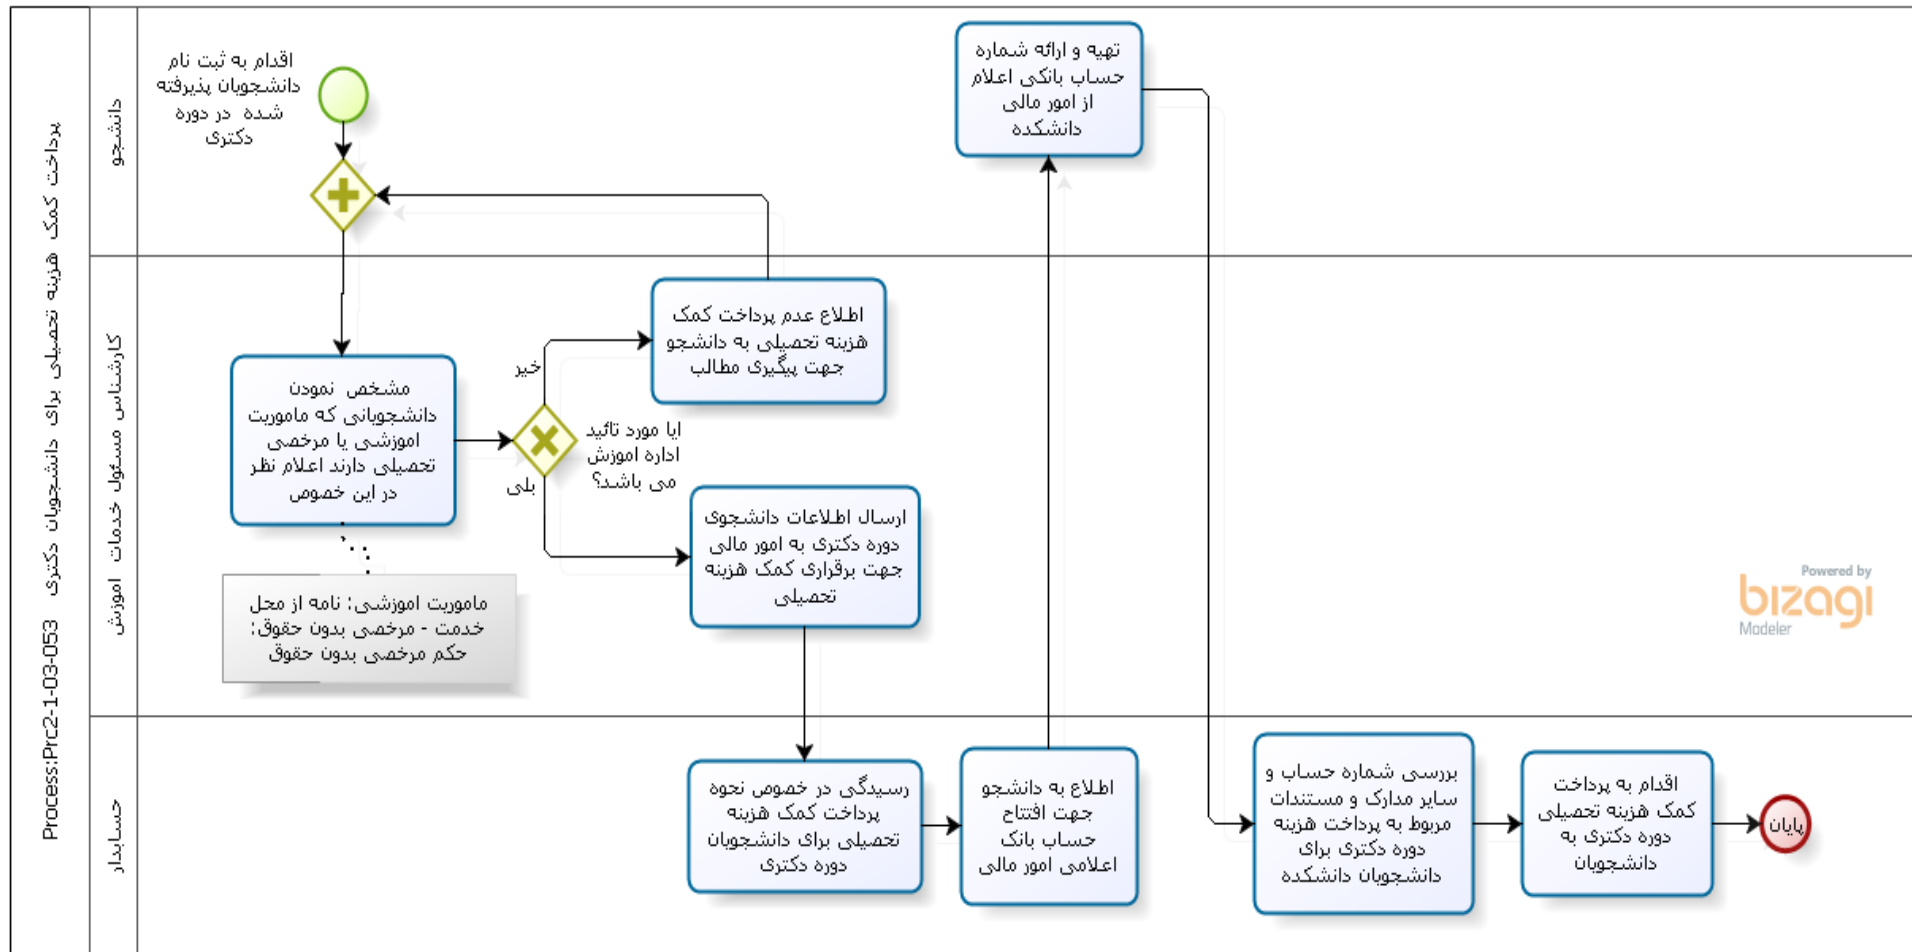 پرداخت کمک هزینه تحصیلی برای دانشجویان دکتری Process:Prc2-1-03-053
دانشجو
اقدام به ثبت نام
دانشجویان پذیرفته
شده در دوره
دکتری
تهیه و ارائه شماره
حساب بانکی اعلام
از امور مالی
دانشکده
کارشناس مسئول خدمات اموزش
مشخص نمودن
دانشجویانی که ماموریت
اموزشی یا مرخصی
تحصیلی دارند اعلام نظر
در این خصوص
ماموریت اموزشی: نامه از محل
خدمت - مرخصی بدون حقوق:
حکم مرخصی بدون حقوق
خیر
بلی
ایا مورد تائید
اداره اموزش
می باشد؟
اطلاع عدم پرداخت کمک
هزینه تحصیلی به دانشجو
جهت پیگیری مطالب
ارسال اطلاعات دانشجوی
دوره دکتری به امور مالی
جهت برقراری کمک هزینه
تحصیلی
Powered by
bizagi
Modeler
حسابدار
رسیدگی در خصوص نحوه
پرداخت کمک هزینه
تحصیلی برای دانشجویان
دوره دکتری
اطلاع به دانشجو
جهت افتتاح
حساب بانک
اعلامی امور مالی
بررسی شماره حساب و
سایر مدارک و مستندات
مربوط به پرداخت هزینه
دوره دکتری برای
دانشجویان دانشکده
اقدام به پرداخت
کمک هزینه تحصیلی
دوره دکتری به
دانشجویان
پایان